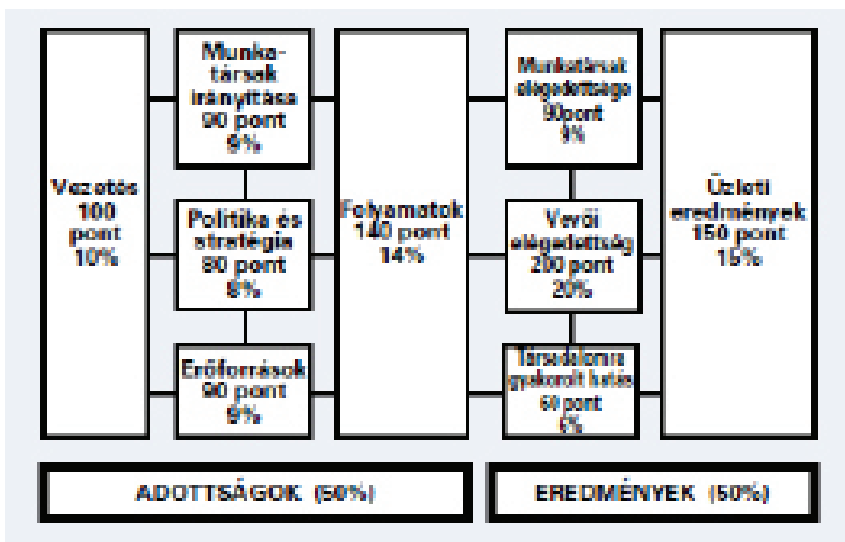 Vezetés
100
pont
10%
Munka-
társak
irányítása
90 pont
9%
Politika és
stratégia
80 pont
8%
Erőforrások
90 pont
9%
Folyamatok
140 pont
14%
Munkatársak
elégedettsége
90pont
9%
Vevői
elégedettség
200 pont
20%
Társadalomra
gyakorolt hatás
60 pont
6%
Üzleti
eredmények
150 pont
15%
ADOTTSÁGOK (50%)
EREDMÉNYEK (50%)